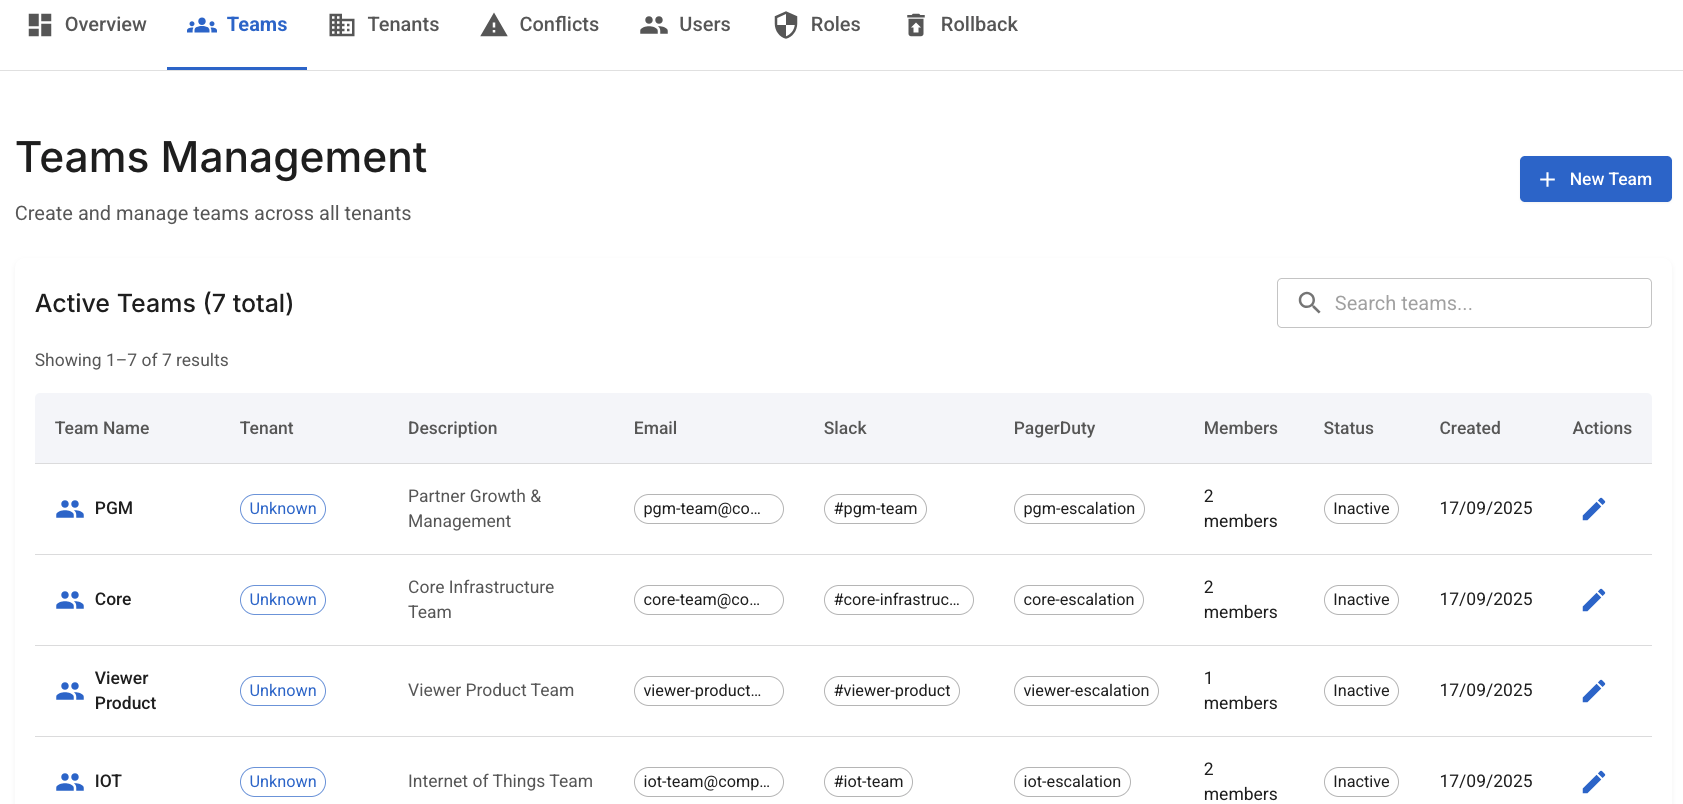 Overview Teams Tenants Conflicts Users Roles Rollback
Teams Management
New Team
Create and manage teams across all tenants
Active Teams (7 total)
Search teams...
Showing 1–7 of 7 results
Team Name Tenant Description Email Slack PagerDuty Members Status Created Actions
PGM Unknown Partner Growth & Management pgm-team@co... #pgm-team pgm-escalation 2 members Inactive 17/09/2025
Core Unknown Core Infrastructure Team core-team@co... #core-infrastruc... core-escalation 2 members Inactive 17/09/2025
Viewer Product Unknown Viewer Product Team viewer-product... #viewer-product viewer-escalation 1 members Inactive 17/09/2025
IOT Unknown Internet of Things Team iot-team@comp... #iot-team iot-escalation 2 members Inactive 17/09/2025